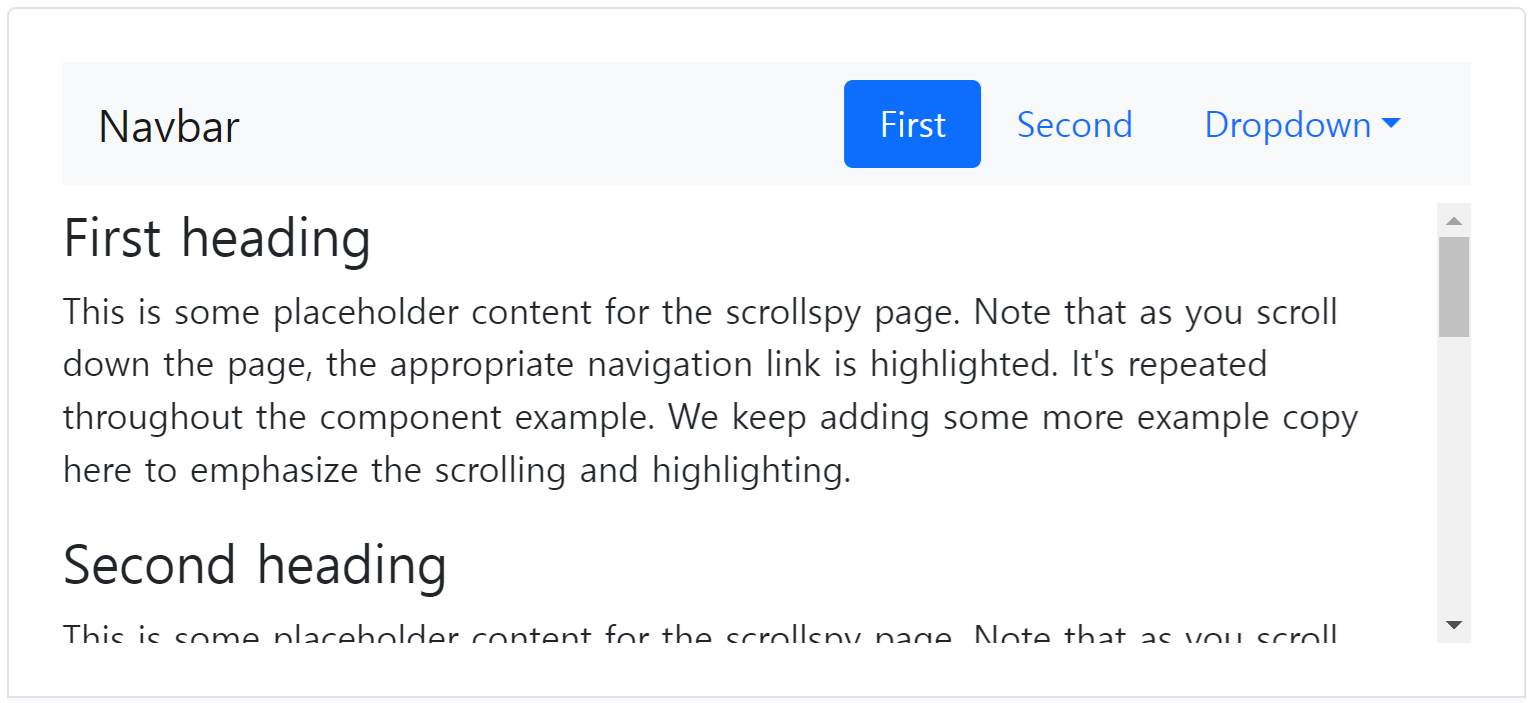 Navbar
First
Second
Dropdown
First heading
This is some placeholder content for the scrollspy page. Note that as you scroll
down the page, the appropriate navigation link is highlighted. It's repeated
throughout the component example. We keep adding some more example copy
here to emphasize the scrolling and highlighting.
Second heading
This is some placeholder content for the scrollspy page. Note that as you scroll